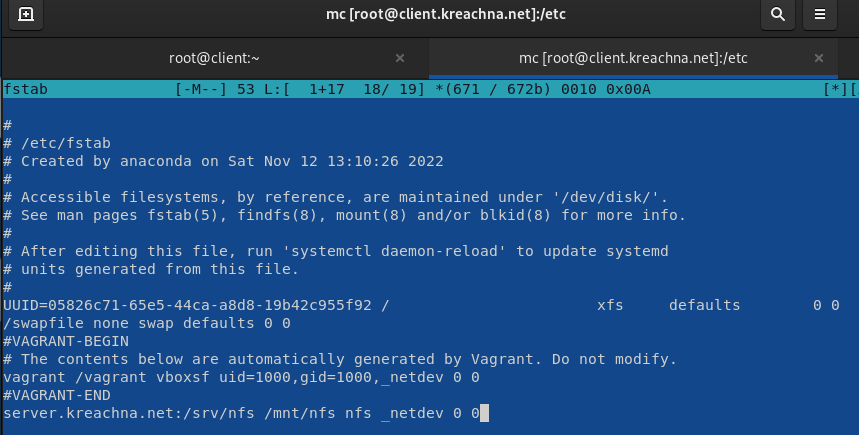 mc [root@client.kreachna.net]:/etc
root@client:~ × mc [root@client.kreachna.net]:/etc ×
fstab [-M--] 53 L:[ 1+17 18/ 19] *(671 / 672b) 0010 0x00A [*][
#
# /etc/fstab
# Created by anaconda on Sat Nov 12 13:10:26 2022
#
# Accessible filesystems, by reference, are maintained under '/dev/disk/'.
# See man pages fstab(5), findfs(8), mount(8) and/or blkid(8) for more info.
#
# After editing this file, run 'systemctl daemon-reload' to update systemd
# units generated from this file.
#
UUID=05826c71-65e5-44ca-a8d8-19b42c955f92 / xfs defaults 0 0
/swapfile none swap defaults 0 0
#VAGRANT-BEGIN
# The contents below are automatically generated by Vagrant. Do not modify.
vagrant /vagrant vboxsf uid=1000,gid=1000,_netdev 0 0
#VAGRANT-END
server.kreachna.net:/srv/nfs /mnt/nfs nfs _netdev 0 0